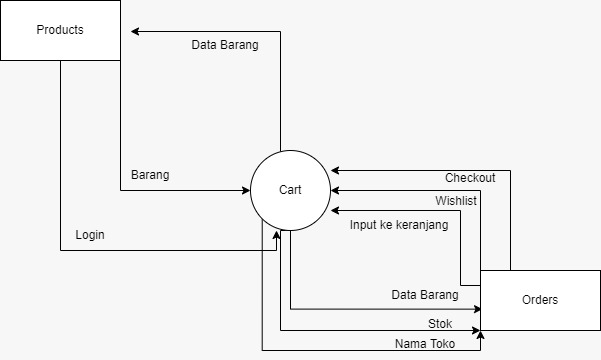 Products
Data Barang
Barang
Cart
Checkout
Wishlist
Input ke keranjang
Login
Data Barang
Orders
Stok
Nama Toko